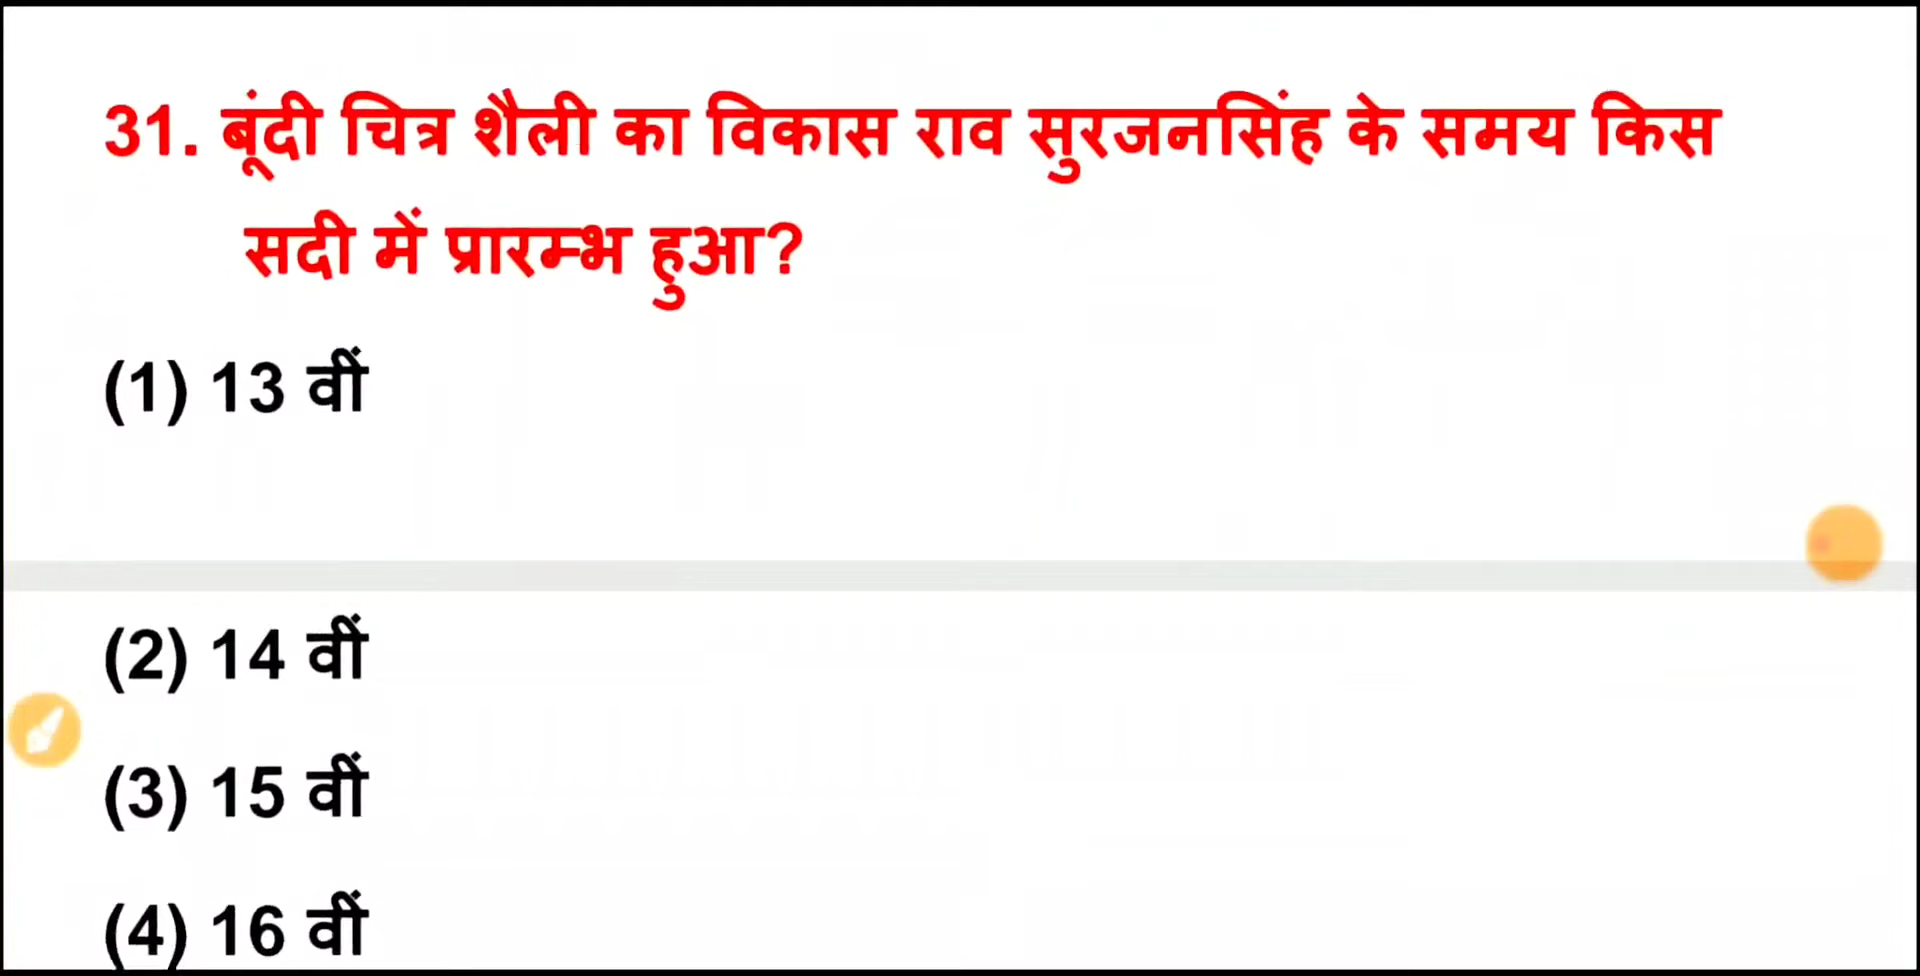 31. बूंदी चित्र शैली का विकास राव सुरजनसिंह के समय किस
सदी में प्रारम्भ हुआ?
(1) 13 वीं
(2) 14 वीं
(3) 15 वीं
(4) 16 वीं